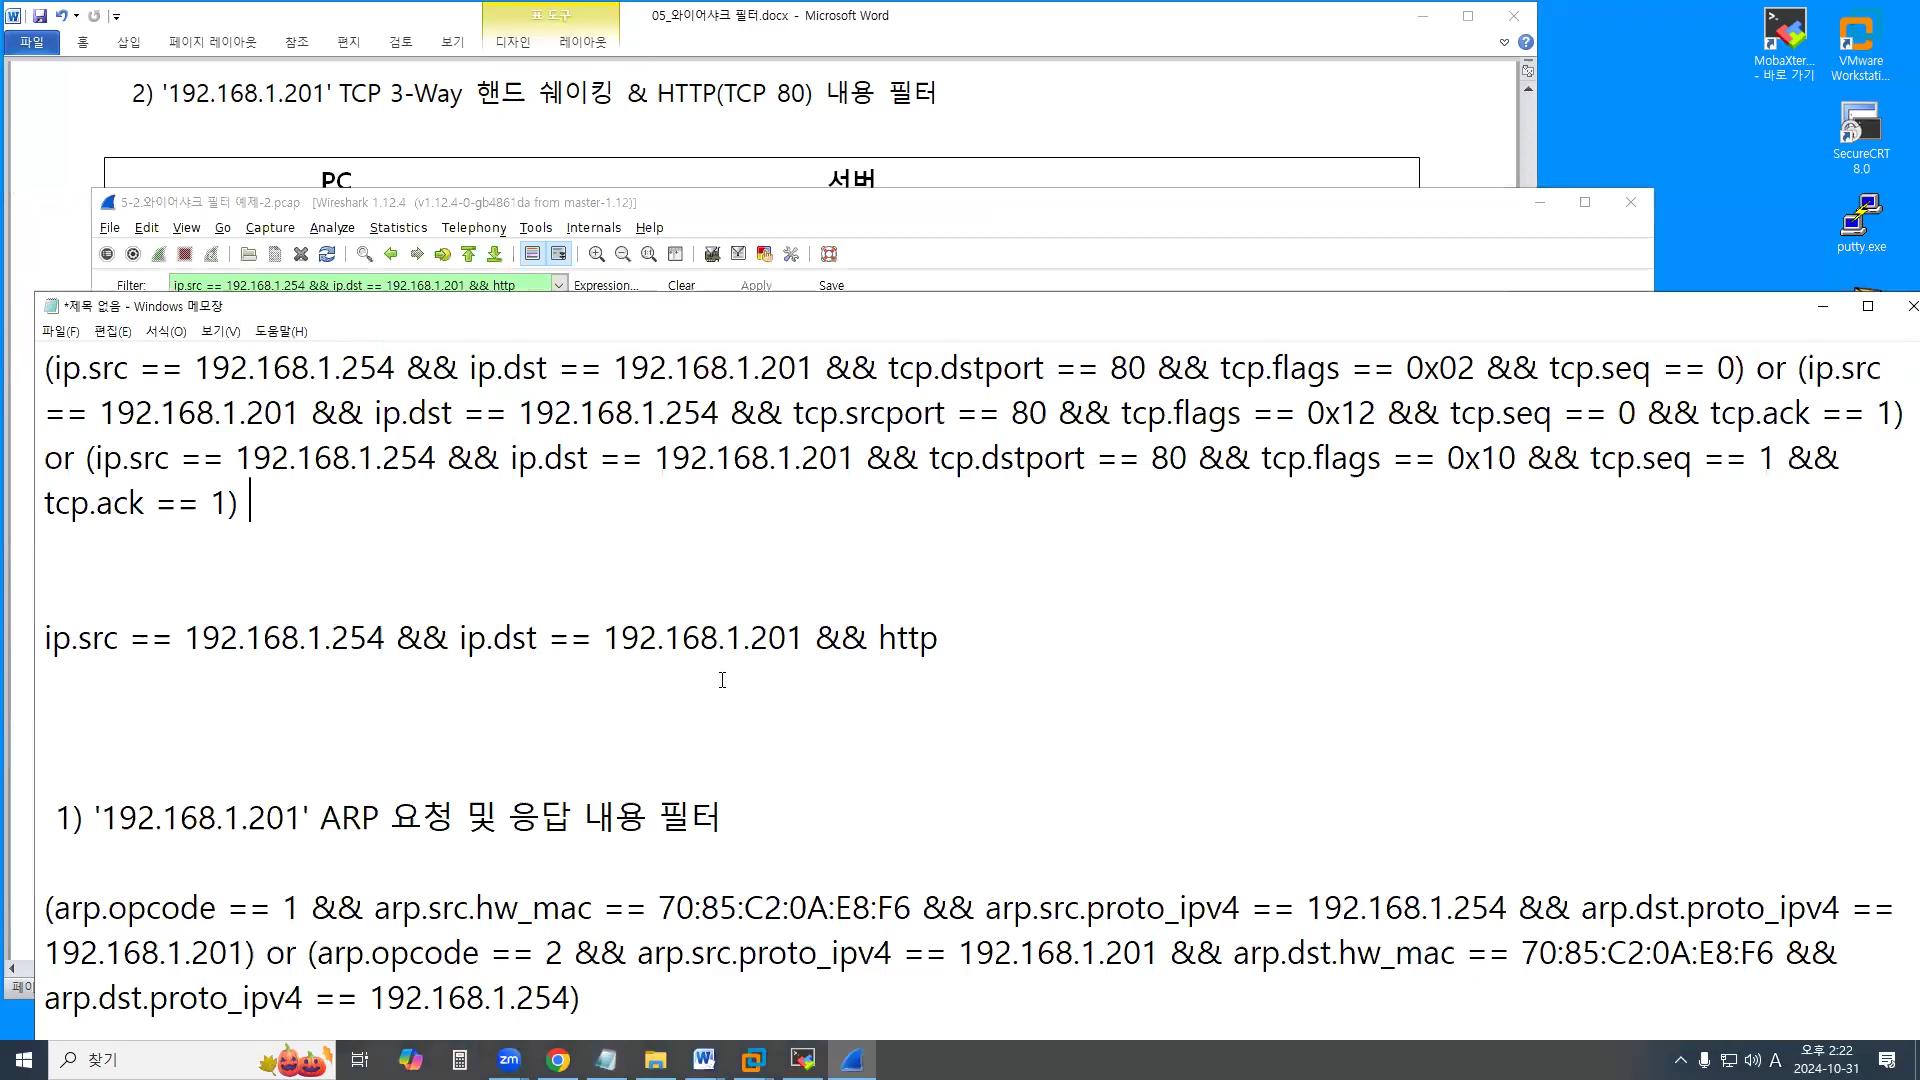 표 도구
05_와이어샤크 필터.docx - Microsoft Word
파일 홈 삽입 페이지 레이아웃 참조 편지 검토 보기 디자인 레이아웃
2) '192.168.1.201' TCP 3-Way 핸드 쉐이킹 & HTTP(TCP 80) 내용 필터
PC 서버
5-2.와이어샤크 필터 예제-2.pcap [Wireshark 1.12.4 (v1.12.4-0-gb4861da from master-1.12)]
File Edit View Go Capture Analyze Statistics Telephony Tools Internals Help
Filter: ip.src == 192.168.1.254 && ip.dst == 192.168.1.201 && http Expression... Clear Apply Save
*제목 없음 - Windows 메모장
파일(F) 편집(E) 서식(O) 보기(V) 도움말(H)
(ip.src == 192.168.1.254 && ip.dst == 192.168.1.201 && tcp.dstport == 80 && tcp.flags == 0x02 && tcp.seq == 0) or (ip.src
== 192.168.1.201 && ip.dst == 192.168.1.254 && tcp.srcport == 80 && tcp.flags == 0x12 && tcp.seq == 0 && tcp.ack == 1)
or (ip.src == 192.168.1.254 && ip.dst == 192.168.1.201 && tcp.dstport == 80 && tcp.flags == 0x10 && tcp.seq == 1 &&
tcp.ack == 1)
ip.src == 192.168.1.254 && ip.dst == 192.168.1.201 && http
1) '192.168.1.201' ARP 요청 및 응답 내용 필터
(arp.opcode == 1 && arp.src.hw_mac == 70:85:C2:0A:E8:F6 && arp.src.proto_ipv4 == 192.168.1.254 && arp.dst.proto_ipv4 ==
192.168.1.201) or (arp.opcode == 2 && arp.src.proto_ipv4 == 192.168.1.201 && arp.dst.hw_mac == 70:85:C2:0A:E8:F6 &&
arp.dst.proto_ipv4 == 192.168.1.254)
페이
MobaXter...
- 바로 가기
VMware
Workstati...
SecureCRT
8.0
putty.exe
찾기
zm
A
오후 2:22
2024-10-31